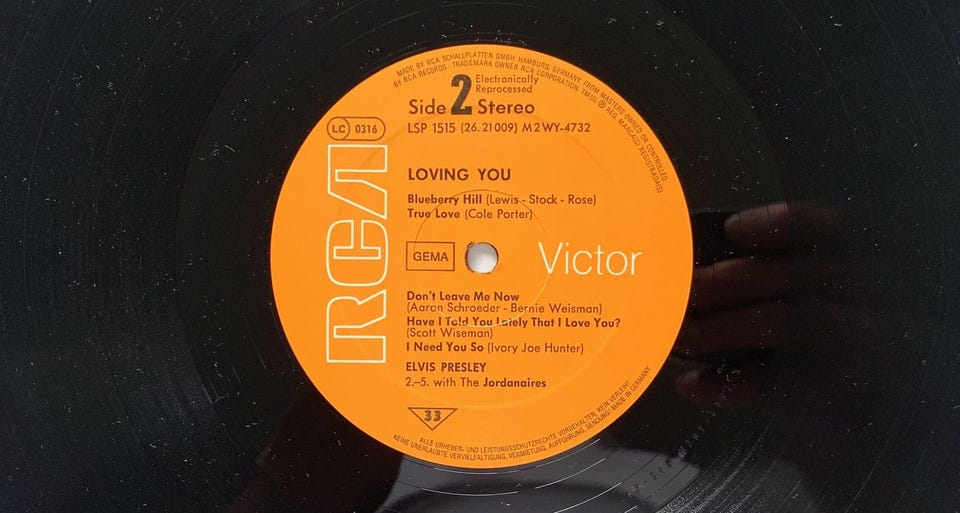 MADE BY RCA SCHALLPLATTEN GMBH, HAMBURG, GERMANY, FROM MASTERS OWNED OR CONTROLLED
BY RCA RECORDS · TRADEMARK OWNER RCA CORPORATION. TM(S) ® REG. MARCA(S) REGISTRADA(S)
2 Electronically
Reprocessed
Side Stereo
LSP 1515 (26.21009) M2WY-4732
LC 0316
RCA
LOVING YOU
Blueberry Hill (Lewis - Stock - Rose)
True Love (Cole Porter)
GEMA
Victor
Don't Leave Me Now
(Aaron Schroeder - Bernie Weisman)
Have I Told You Lately That I Love You?
(Scott Wiseman)
I Need You So (Ivory Joe Hunter)
ELVIS PRESLEY
2.–5. with The Jordanaires
33
ALLE URHEBER- UND LEISTUNGSSCHUTZRECHTE VORBEHALTEN, KEIN VERLEIH!
KEINE UNERLAUBTE VERVIELFÄLTIGUNG, VERMIETUNG, AUFFÜHRUNG, SENDUNG! MADE IN GERMANY